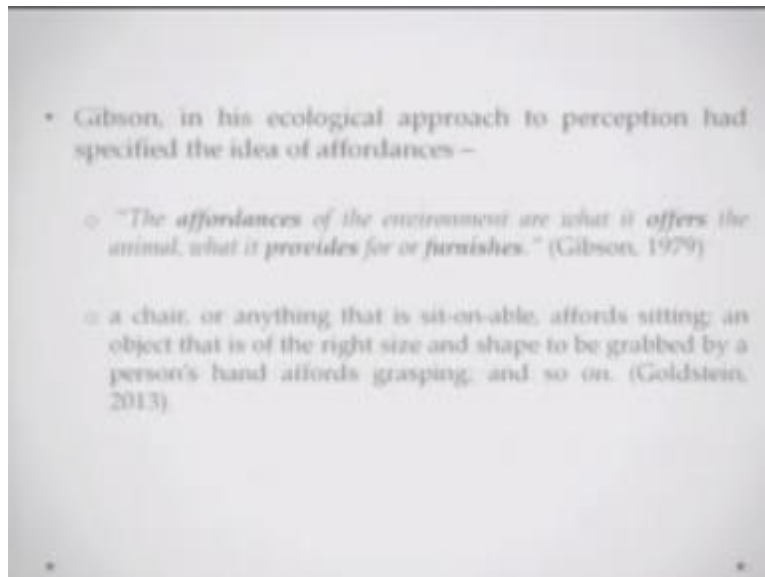 • Gibson, in his ecological approach to perception had
specified the idea of affordances –
o "The affordances of the environment are what it offers the
animal, what it provides for or furnishes." (Gibson, 1979)
o a chair, or anything that is sit-on-able, affords sitting; an
object that is of the right size and shape to be grabbed by a
person's hand affords grasping; and so on. (Goldstein,
2013)